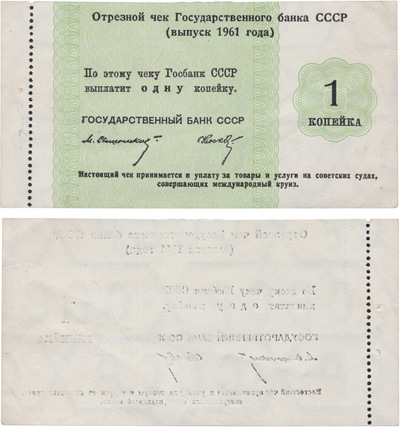 Отрезной чек Государственного банка СССР
(выпуск 1961 года)
По этому чеку Госбанк СССР
выплатит одну копейку.
ГОСУДАРСТВЕННЫЙ БАНК СССР
1
КОПЕЙКА
Настоящий чек принимается в уплату за товары и услуги на советских судах,
совершающих международный круиз.